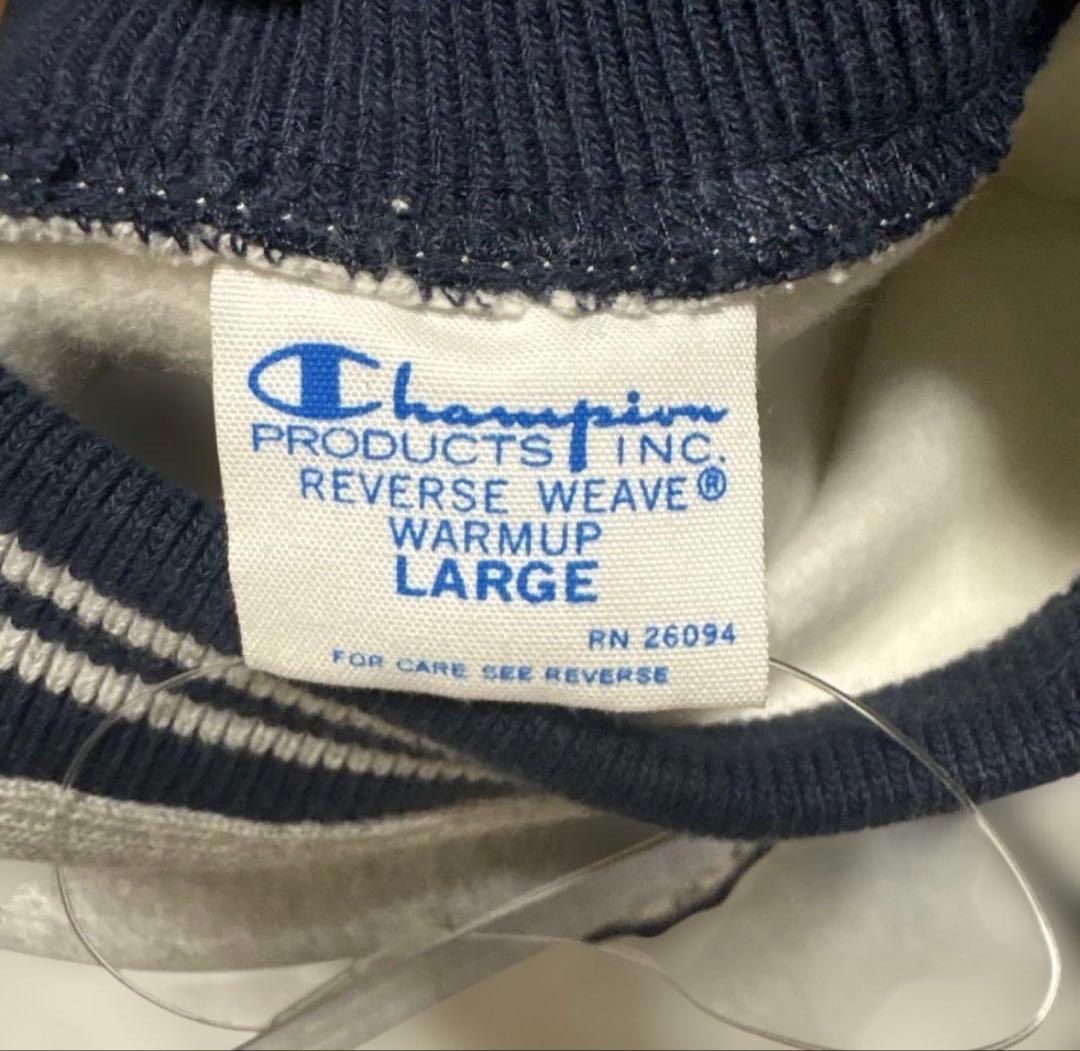 Champion
PRODUCTS INC.
REVERSE WEAVE®
WARMUP
LARGE
RN 26094
FOR CARE SEE REVERSE